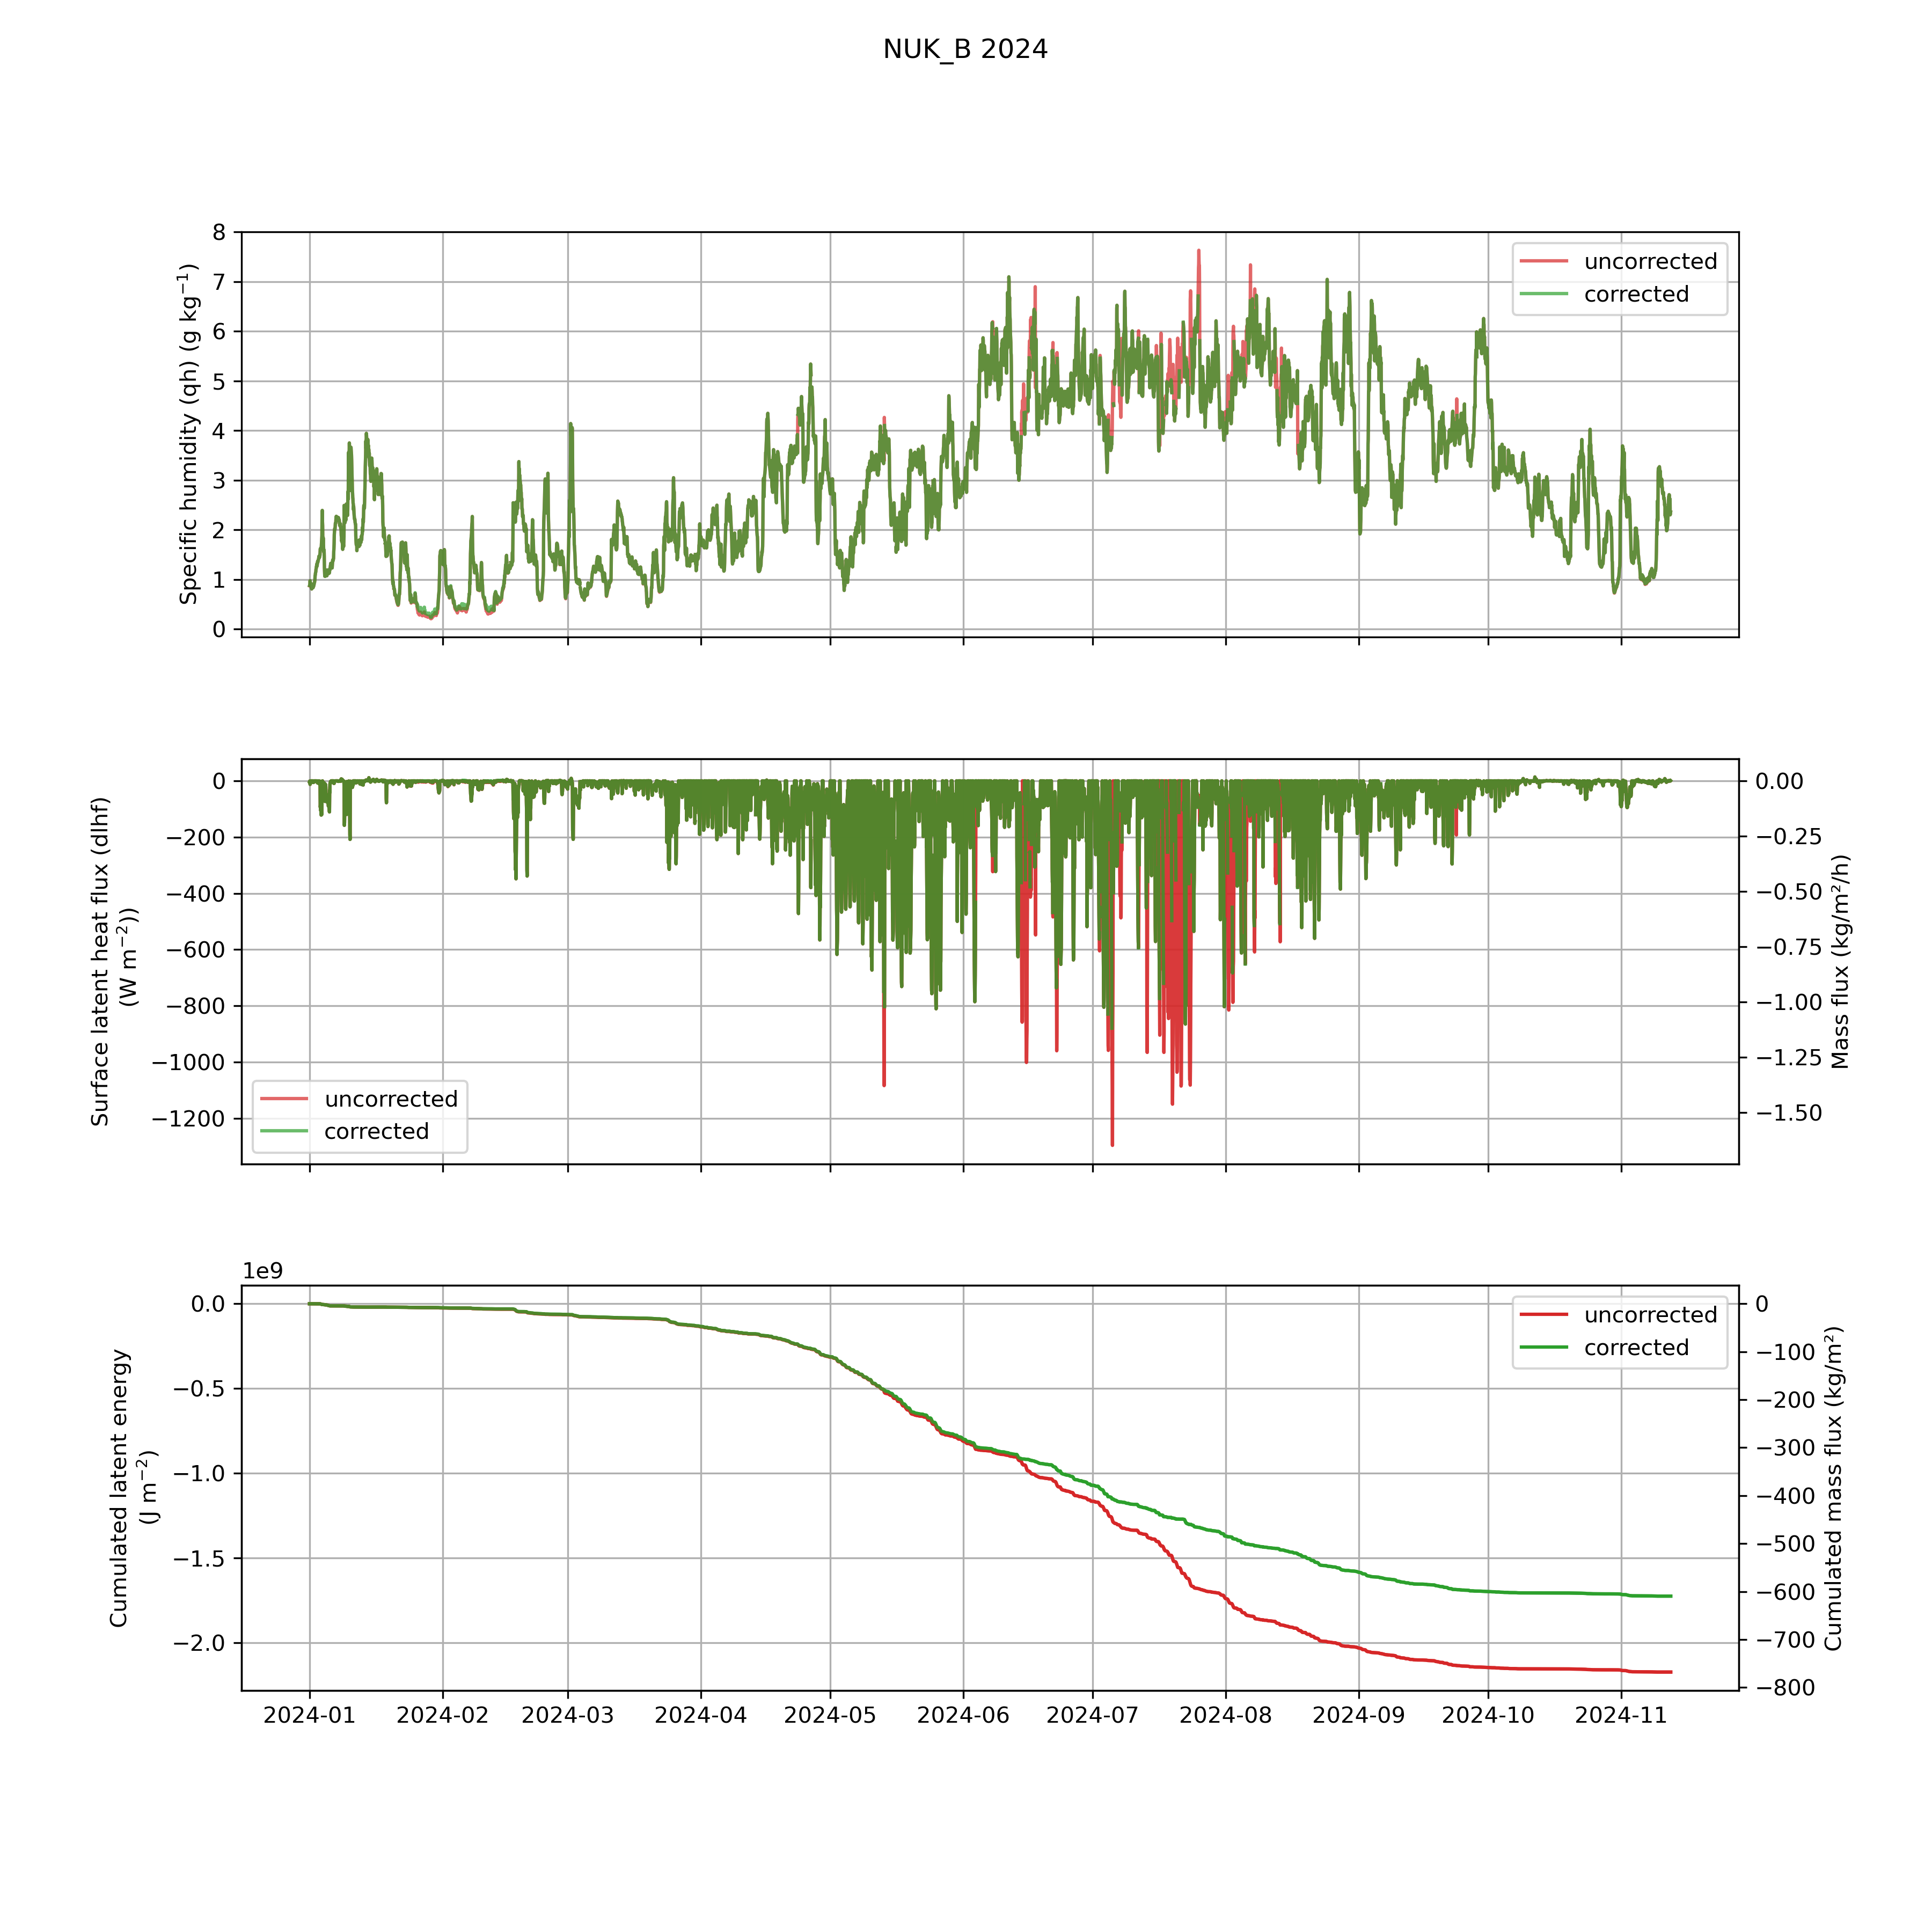 NUK_B 2024
Specific humidity (qh) (g kg⁻¹)
8
7
6
5
4
3
2
1
0
uncorrected
corrected
Surface latent heat flux (dlhf)
(W m⁻²))
0
−200
−400
−600
−800
−1000
−1200
uncorrected
corrected
0.00
−0.25
−0.50
−0.75
−1.00
−1.25
−1.50
Mass flux (kg/m²/h)
1e9
Cumulated latent energy
(J m⁻²)
0.0
−0.5
−1.0
−1.5
−2.0
uncorrected
corrected
0
−100
−200
−300
−400
−500
−600
−700
−800
Cumulated mass flux (kg/m²)
2024-01 2024-02 2024-03 2024-04 2024-05 2024-06 2024-07 2024-08 2024-09 2024-10 2024-11